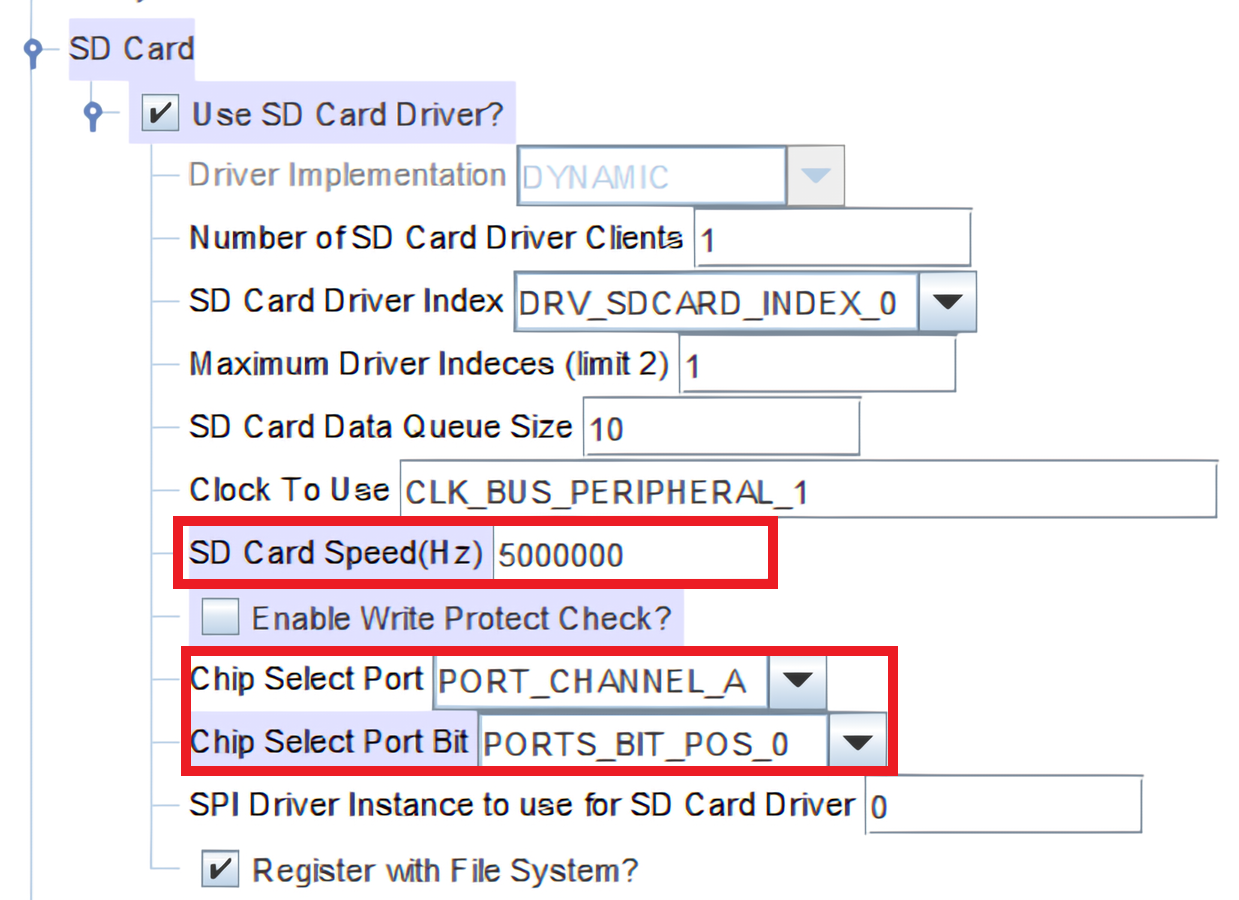 SD Card
Use SD Card Driver?
Driver Implementation DYNAMIC
Number of SD Card Driver Clients 1
SD Card Driver Index DRV_SDCARD_INDEX_0
Maximum Driver Indeces (limit 2) 1
SD Card Data Queue Size 10
Clock To Use CLK_BUS_PERIPHERAL_1
SD Card Speed(Hz) 5000000
Enable Write Protect Check?
Chip Select Port PORT_CHANNEL_A
Chip Select Port Bit PORTS_BIT_POS_0
SPI Driver Instance to use for SD Card Driver 0
Register with File System?